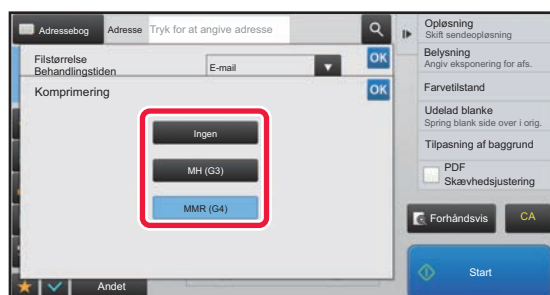 Adressebog Adresse Tryk for at angive adresse
Filstørrelse
Behandlingstiden
E-mail
OK
Komprimering
OK
Ingen
MH (G3)
MMR (G4)
Andet
Opløsning
Skift sendeopløsning
Belysning
Angiv eksponering for afs.
Farvetilstand
Udelad blanke
Spring blank side over i orig.
Tilpasning af baggrund
PDF
Skævhedsjustering
Forhåndsvis
CA
Start